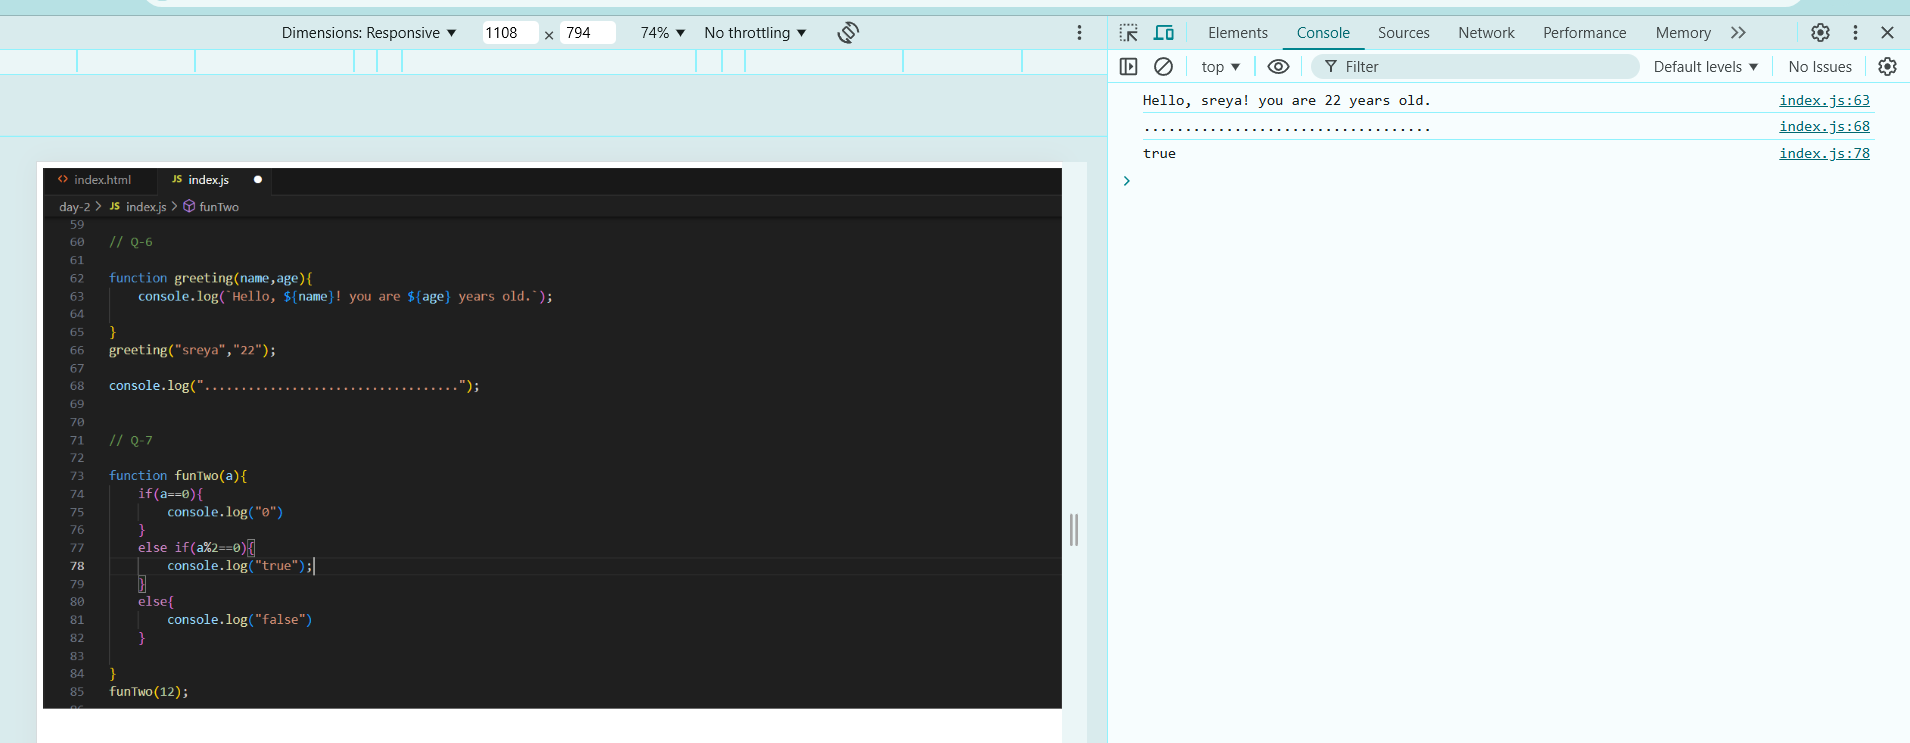 Dimensions: Responsive ▼ 1108 × 794 74% ▼ No throttling ▼
Elements Console Sources Network Performance Memory
top ▼ Filter Default levels ▼ No Issues
Hello, sreya! you are 22 years old. index.js:63
................................... index.js:68
true index.js:78
index.html JS index.js
day-2 > JS index.js > funTwo
59
60 // Q-6
61
62 function greeting(name,age){
63 console.log(`Hello, ${name}! you are ${age} years old.`);
64
65 }
66 greeting("sreya","22");
67
68 console.log("...................................");
69
70
71 // Q-7
72
73 function funTwo(a){
74 if(a==0){
75 console.log("0")
76 }
77 else if(a%2==0){
78 console.log("true");
79 }
80 else{
81 console.log("false")
82 }
83
84 }
85 funTwo(12);